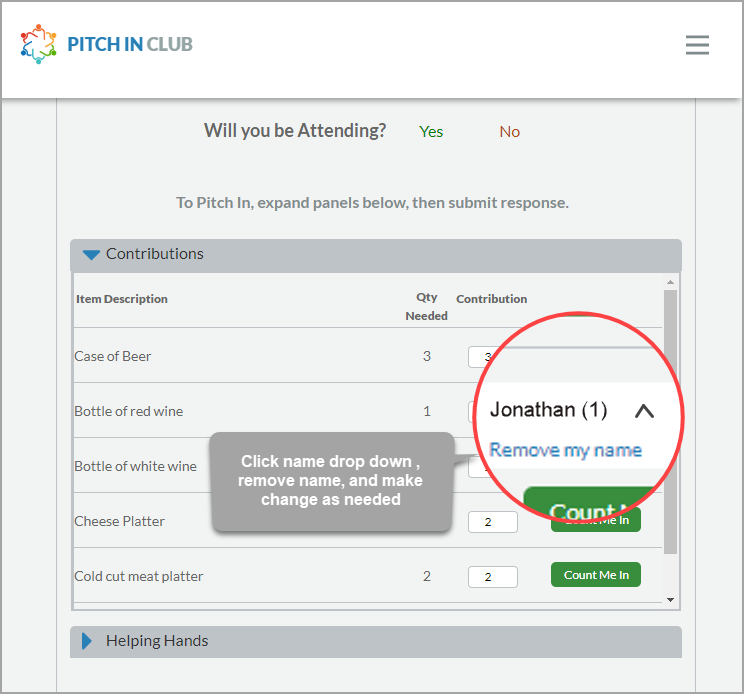 PITCH IN CLUB
Will you be Attending? Yes No
To Pitch In, expand panels below, then submit response.
Contributions
Item Description Qty Needed Contribution
Case of Beer 3 3
Bottle of red wine 1
Jonathan (1)
Remove my name
Bottle of white wine
Click name drop down ,
remove name, and make
change as needed
Count
Cheese Platter 2 Count Me In
Cold cut meat platter 2 2 Count Me In
Helping Hands